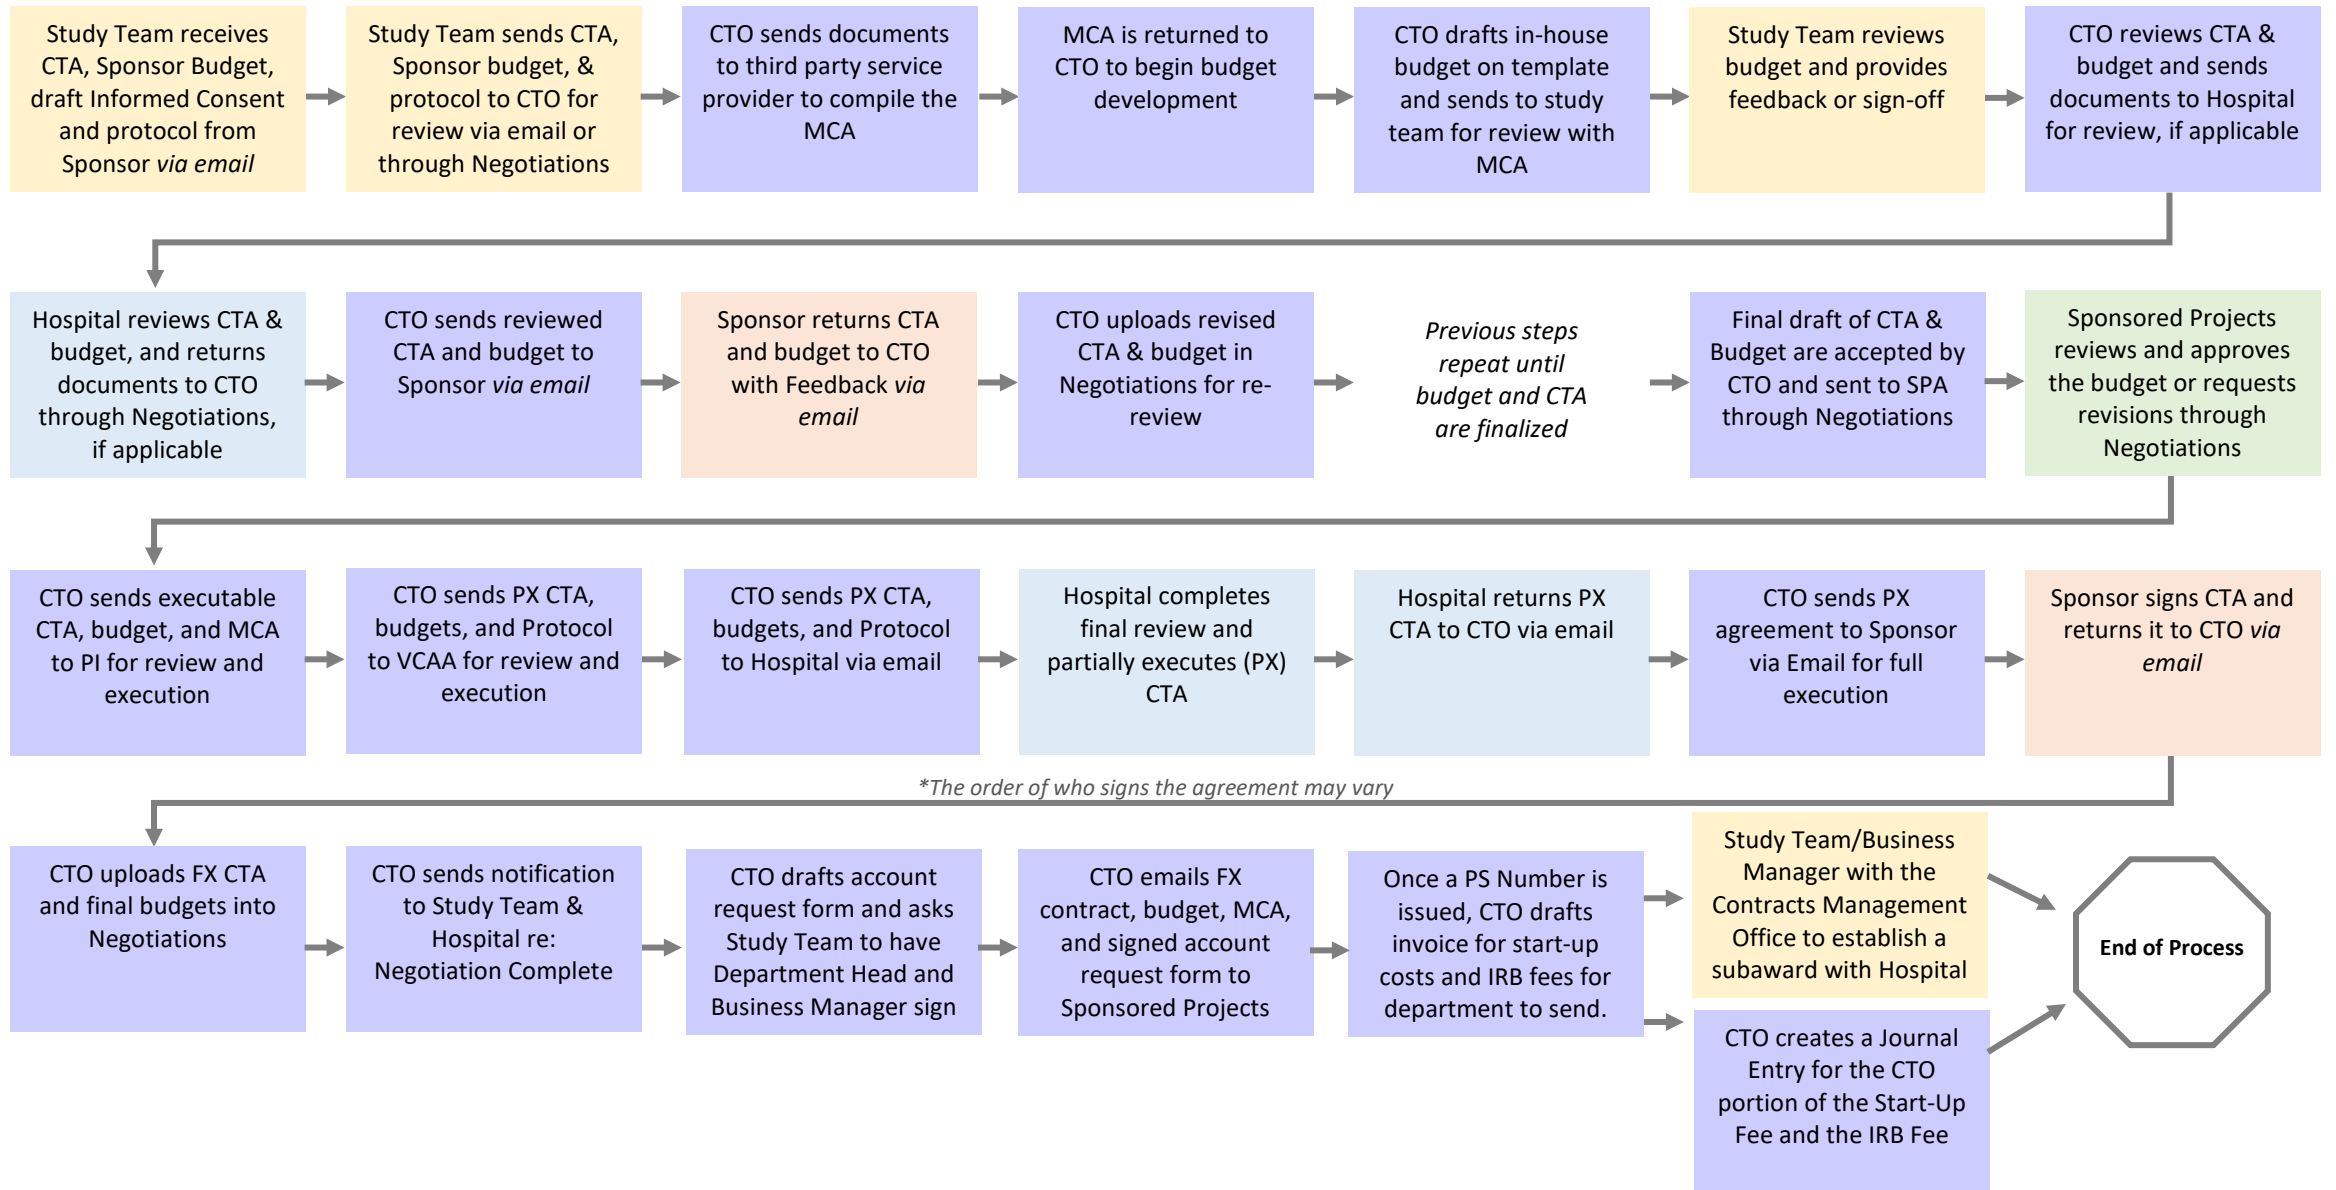 Study Team receives
CTA, Sponsor Budget,
draft Informed Consent
and protocol from
Sponsor via email
Study Team sends CTA,
Sponsor budget, &
protocol to CTO for
review via email or
through Negotiations
CTO sends documents
to third party service
provider to compile the
MCA
MCA is returned to
CTO to begin budget
development
CTO drafts in-house
budget on template
and sends to study
team for review with
MCA
Study Team reviews
budget and provides
feedback or sign-off
CTO reviews CTA &
budget and sends
documents to Hospital
for review, if applicable
Hospital reviews CTA &
budget, and returns
documents to CTO
through Negotiations,
if applicable
CTO sends reviewed
CTA and budget to
Sponsor via email
Sponsor returns CTA
and budget to CTO
with Feedback via
email
CTO uploads revised
CTA & budget in
Negotiations for re-
review
Previous steps
repeat until
budget and CTA
are finalized
Final draft of CTA &
Budget are accepted by
CTO and sent to SPA
through Negotiations
Sponsored Projects
reviews and approves
the budget or requests
revisions through
Negotiations
CTO sends executable
CTA, budget, and MCA
to PI for review and
execution
CTO sends PX CTA,
budgets, and Protocol
to VCAA for review and
execution
CTO sends PX CTA,
budgets, and Protocol
to Hospital via email
Hospital completes
final review and
partially executes (PX)
CTA
Hospital returns PX
CTA to CTO via email
CTO sends PX
agreement to Sponsor
via Email for full
execution
Sponsor signs CTA and
returns it to CTO via
email
*The order of who signs the agreement may vary
CTO uploads FX CTA
and final budgets into
Negotiations
CTO sends notification
to Study Team &
Hospital re:
Negotiation Complete
CTO drafts account
request form and asks
Study Team to have
Department Head and
Business Manager sign
CTO emails FX
contract, budget, MCA,
and signed account
request form to
Sponsored Projects
Once a PS Number is
issued, CTO drafts
invoice for start-up
costs and IRB fees for
department to send.
Study Team/Business
Manager with the
Contracts Management
Office to establish a
subaward with Hospital
CTO creates a Journal
Entry for the CTO
portion of the Start-Up
Fee and the IRB Fee
End of Process